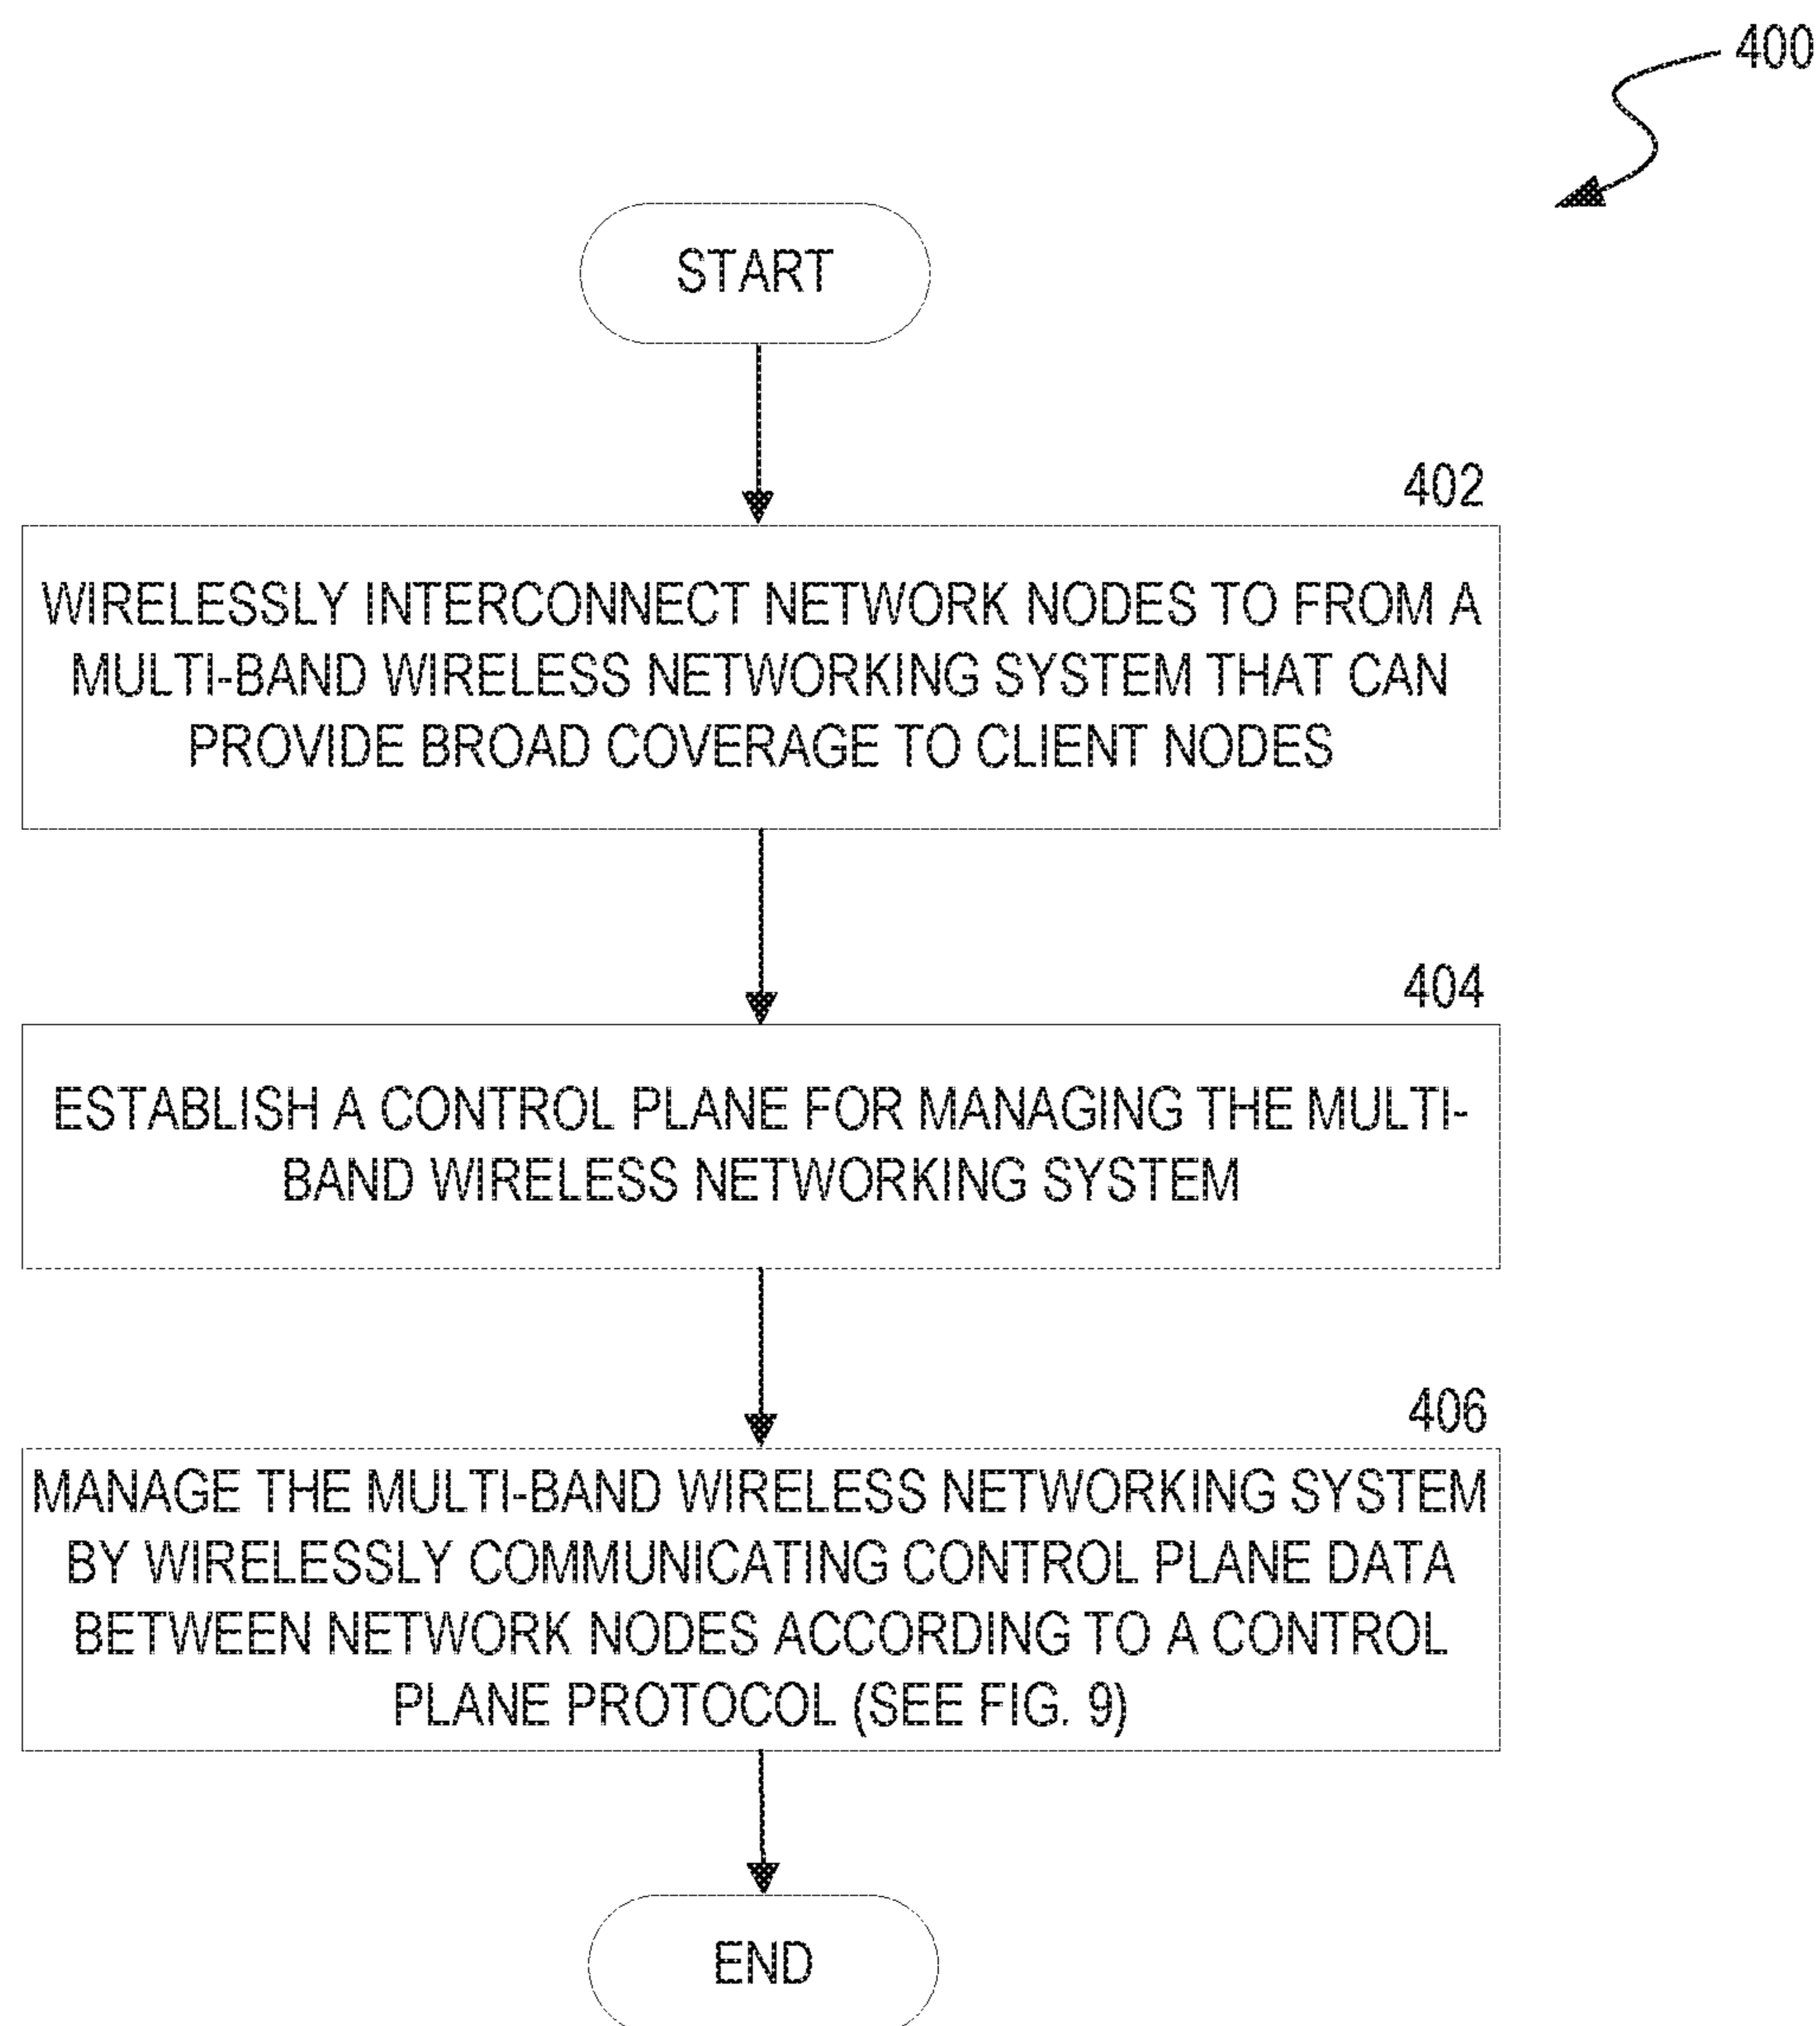 400
START
402
WIRELESSLY INTERCONNECT NETWORK NODES TO FROM A
MULTI-BAND WIRELESS NETWORKING SYSTEM THAT CAN
PROVIDE BROAD COVERAGE TO CLIENT NODES
404
ESTABLISH A CONTROL PLANE FOR MANAGING THE MULTI-
BAND WIRELESS NETWORKING SYSTEM
406
MANAGE THE MULTI-BAND WIRELESS NETWORKING SYSTEM
BY WIRELESSLY COMMUNICATING CONTROL PLANE DATA
BETWEEN NETWORK NODES ACCORDING TO A CONTROL
PLANE PROTOCOL (SEE FIG. 9)
END